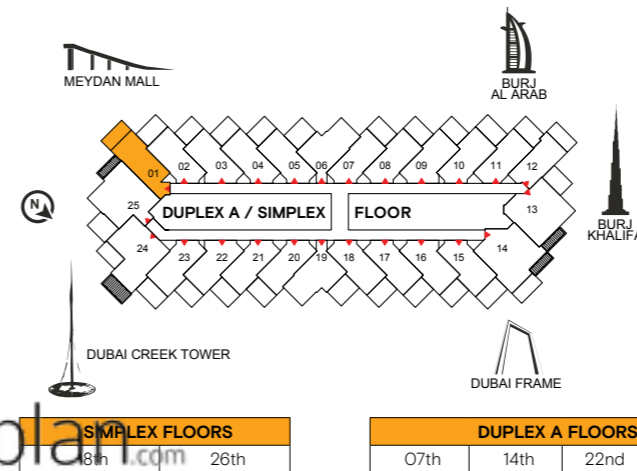 MEYDAN MALL
BURJ
AL ARAB
01 02 03 04 05 06 07 08 09 10 11 12
N
25 DUPLEX A / SIMPLEX FLOOR 13
BURJ
24 23 22 21 20 19 18 17 16 15 14
DUBAI CREEK TOWER
DUBAI FRAME
plan.com
SIMPLEX FLOORS
26th
DUPLEX A FLOORS
07th 14th 22nd